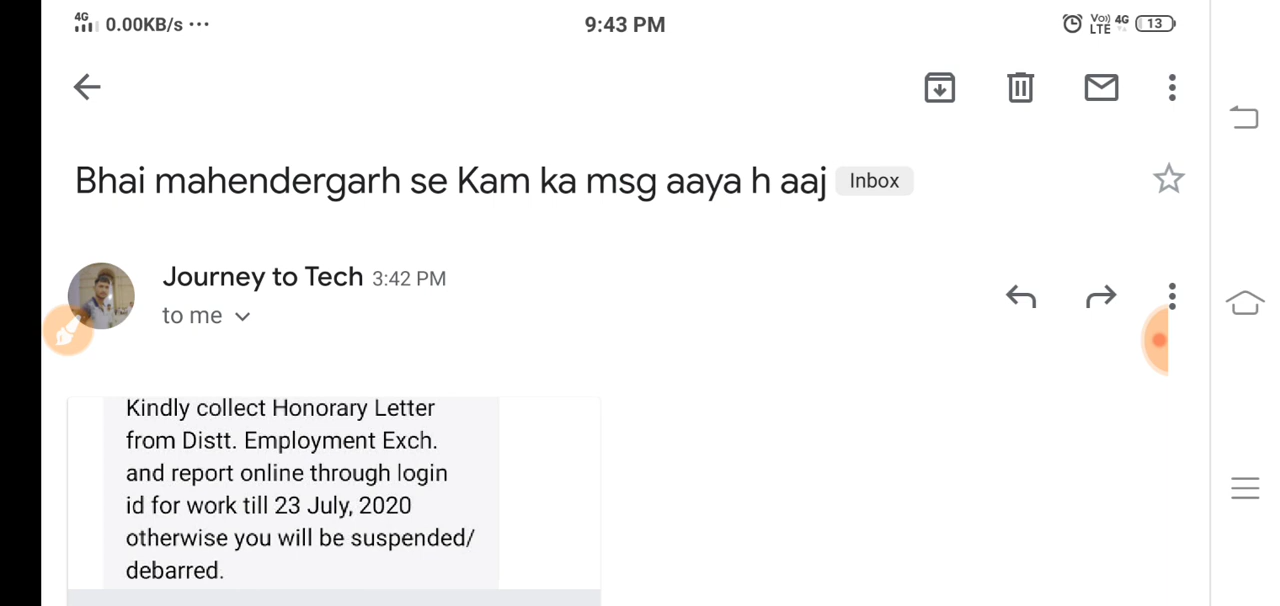 4G 0.00KB/s ... 9:43 PM Vo) LTE 4G 13
Bhai mahendergarh se Kam ka msg aaya h aaj Inbox
Journey to Tech 3:42 PM
to me
Kindly collect Honorary Letter
from Distt. Employment Exch.
and report online through login
id for work till 23 July, 2020
otherwise you will be suspended/
debarred.